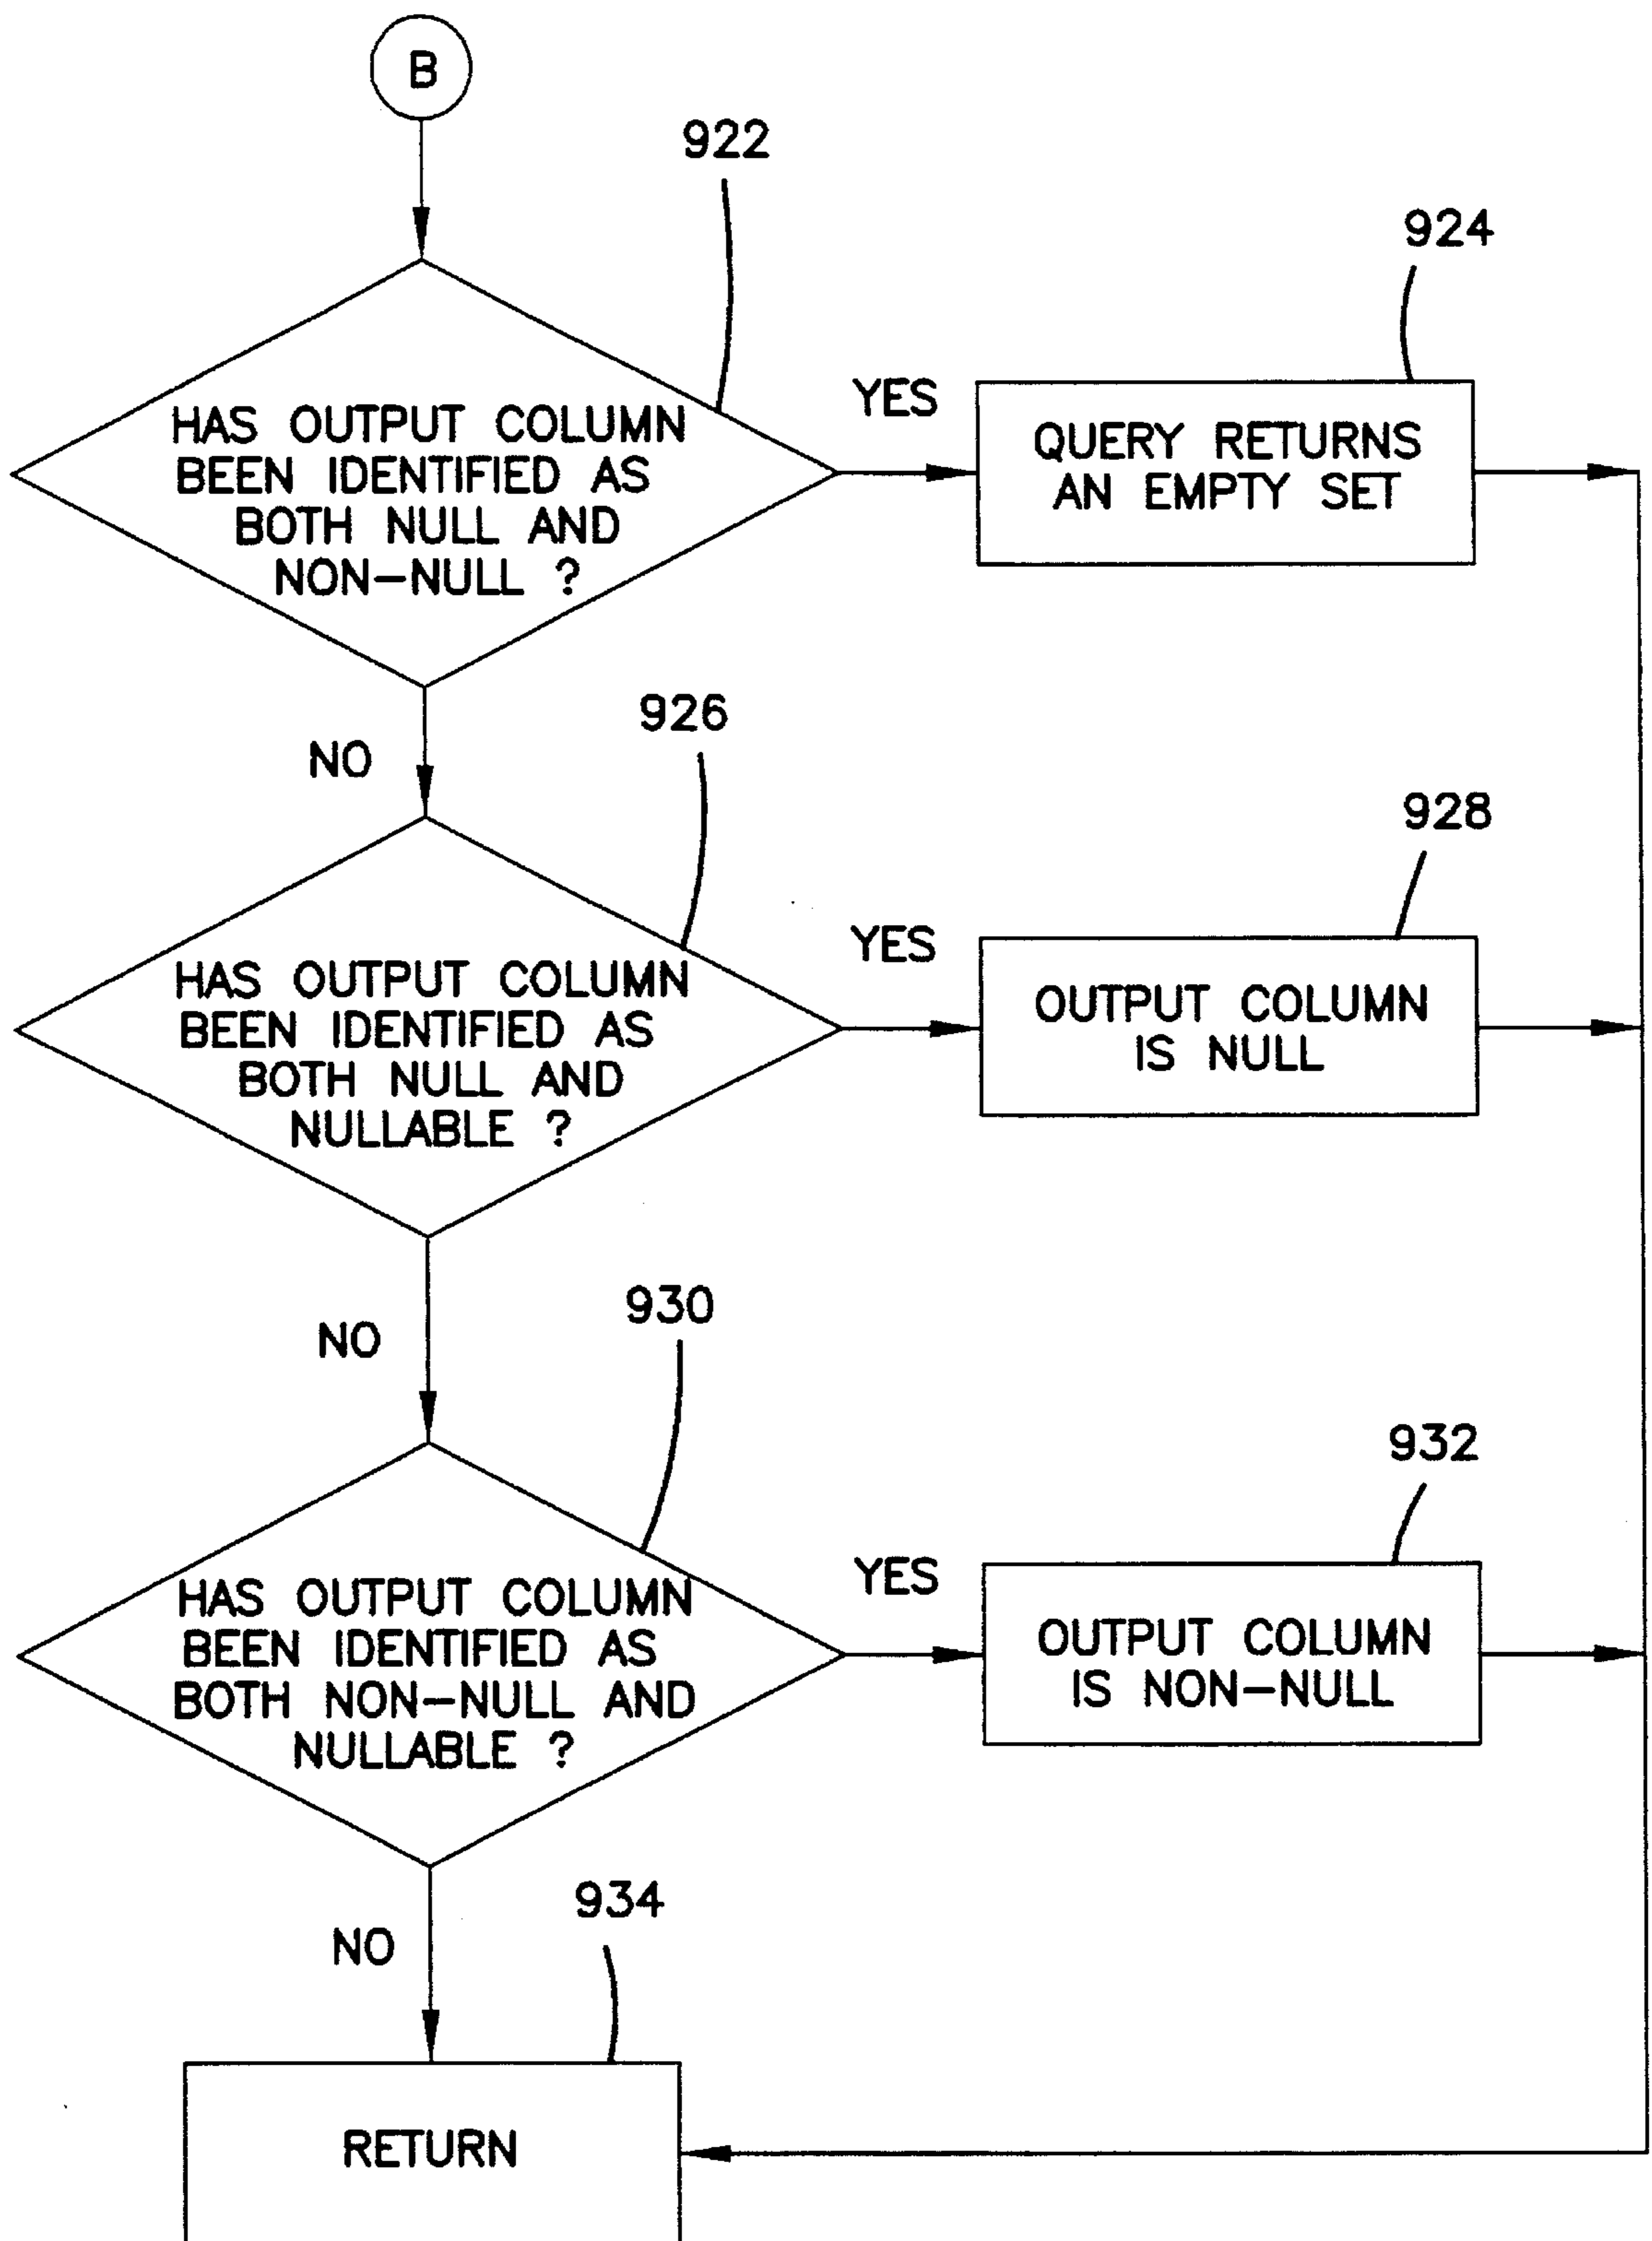 B
922
924
HAS OUTPUT COLUMN
BEEN IDENTIFIED AS
BOTH NULL AND
NON-NULL ?
YES
QUERY RETURNS
AN EMPTY SET
NO
926
928
HAS OUTPUT COLUMN
BEEN IDENTIFIED AS
BOTH NULL AND
NULLABLE ?
YES
OUTPUT COLUMN
IS NULL
NO
930
932
HAS OUTPUT COLUMN
BEEN IDENTIFIED AS
BOTH NON-NULL AND
NULLABLE ?
YES
OUTPUT COLUMN
IS NON-NULL
NO
934
RETURN